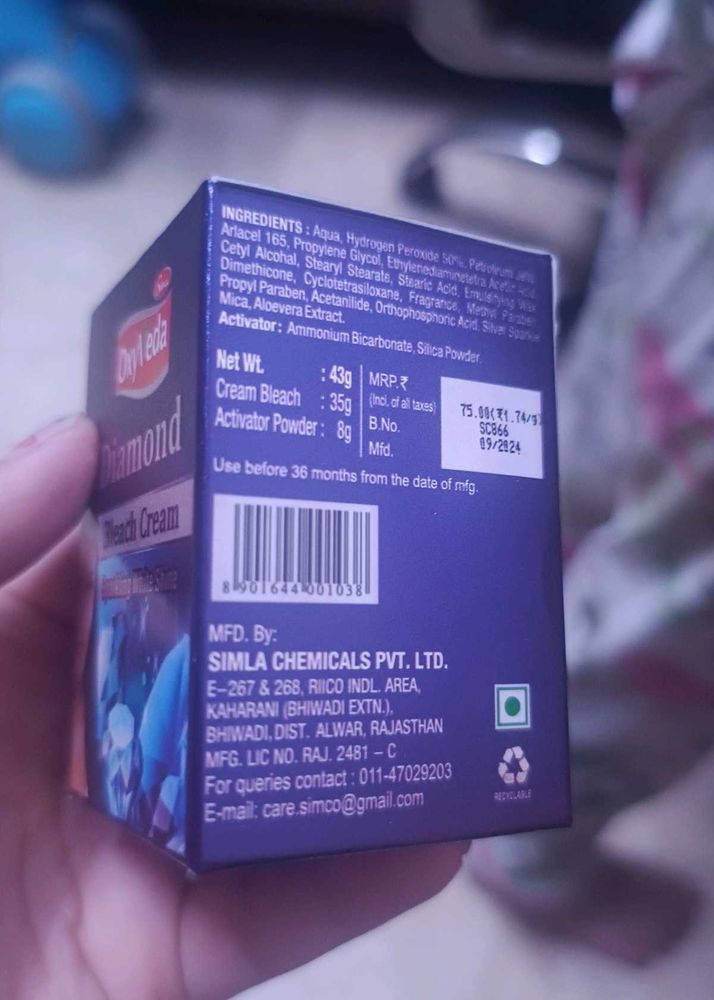 INGREDIENTS : Aqua, Hydrogen Peroxide 50%, Petroleum Jelly
Arlacel 165, Propylene Glycol, Ethylenediaminetetra Acetic Acid
Cetyl Alcohol, Stearyl Stearate, Stearic Acid, Emulsifying Wax
Dimethicone, Cyclotetrasiloxane, Fragrance, Methyl Paraben
Propyl Paraben, Acetanilide, Orthophosphoric Acid, Silver Sparkle
Mica, Aloevera Extract.
Activator: Ammonium Bicarbonate, Silica Powder.
Net Wt. : 43g
Cream Bleach : 35g
Activator Powder : 8g
MRP.₹
(Incl. of all taxes)
B.No.
Mfd.
75.00(₹1.74/g)
SC866
09/2024
Use before 36 months from the date of mfg.
8 901644 001038
MFD. By:
SIMLA CHEMICALS PVT. LTD.
E-267 & 268, RIICO INDL. AREA,
KAHARANI (BHIWADI EXTN.),
BHIWADI, DIST. ALWAR, RAJASTHAN
MFG. LIC NO. RAJ. 2481 – C
For queries contact : 011-47029203
E-mail: care.simco@gmail.com
RECYCLABLE
OxyVeda
Diamond
Bleach Cream
White Shine